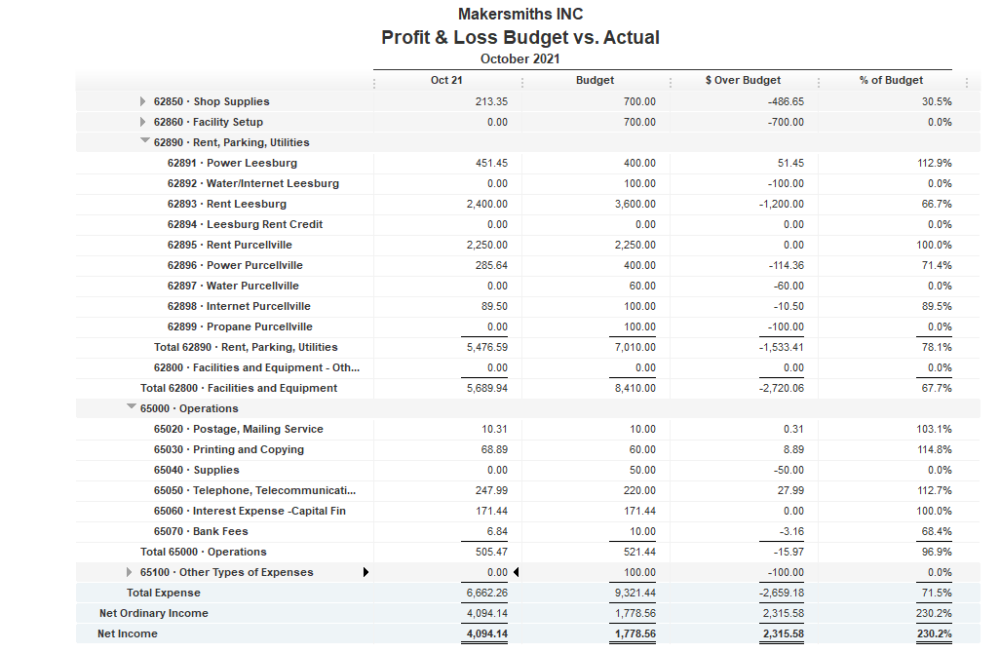 Makersmiths INC
Profit & Loss Budget vs. Actual
October 2021
Oct 21 Budget $ Over Budget % of Budget
62850 · Shop Supplies 213.35 700.00 -486.65 30.5%
62860 · Facility Setup 0.00 700.00 -700.00 0.0%
62890 · Rent, Parking, Utilities
62891 · Power Leesburg 451.45 400.00 51.45 112.9%
62892 · Water/Internet Leesburg 0.00 100.00 -100.00 0.0%
62893 · Rent Leesburg 2,400.00 3,600.00 -1,200.00 66.7%
62894 · Leesburg Rent Credit 0.00 0.00 0.00 0.0%
62895 · Rent Purcellville 2,250.00 2,250.00 0.00 100.0%
62896 · Power Purcellville 285.64 400.00 -114.36 71.4%
62897 · Water Purcellville 0.00 60.00 -60.00 0.0%
62898 · Internet Purcellville 89.50 100.00 -10.50 89.5%
62899 · Propane Purcellville 0.00 100.00 -100.00 0.0%
Total 62890 · Rent, Parking, Utilities 5,476.59 7,010.00 -1,533.41 78.1%
62800 · Facilities and Equipment - Oth... 0.00 0.00 0.00 0.0%
Total 62800 · Facilities and Equipment 5,689.94 8,410.00 -2,720.06 67.7%
65000 · Operations
65020 · Postage, Mailing Service 10.31 10.00 0.31 103.1%
65030 · Printing and Copying 68.89 60.00 8.89 114.8%
65040 · Supplies 0.00 50.00 -50.00 0.0%
65050 · Telephone, Telecommunicati... 247.99 220.00 27.99 112.7%
65060 · Interest Expense -Capital Fin 171.44 171.44 0.00 100.0%
65070 · Bank Fees 6.84 10.00 -3.16 68.4%
Total 65000 · Operations 505.47 521.44 -15.97 96.9%
65100 · Other Types of Expenses 0.00 100.00 -100.00 0.0%
Total Expense 6,662.26 9,321.44 -2,659.18 71.5%
Net Ordinary Income 4,094.14 1,778.56 2,315.58 230.2%
Net Income 4,094.14 1,778.56 2,315.58 230.2%